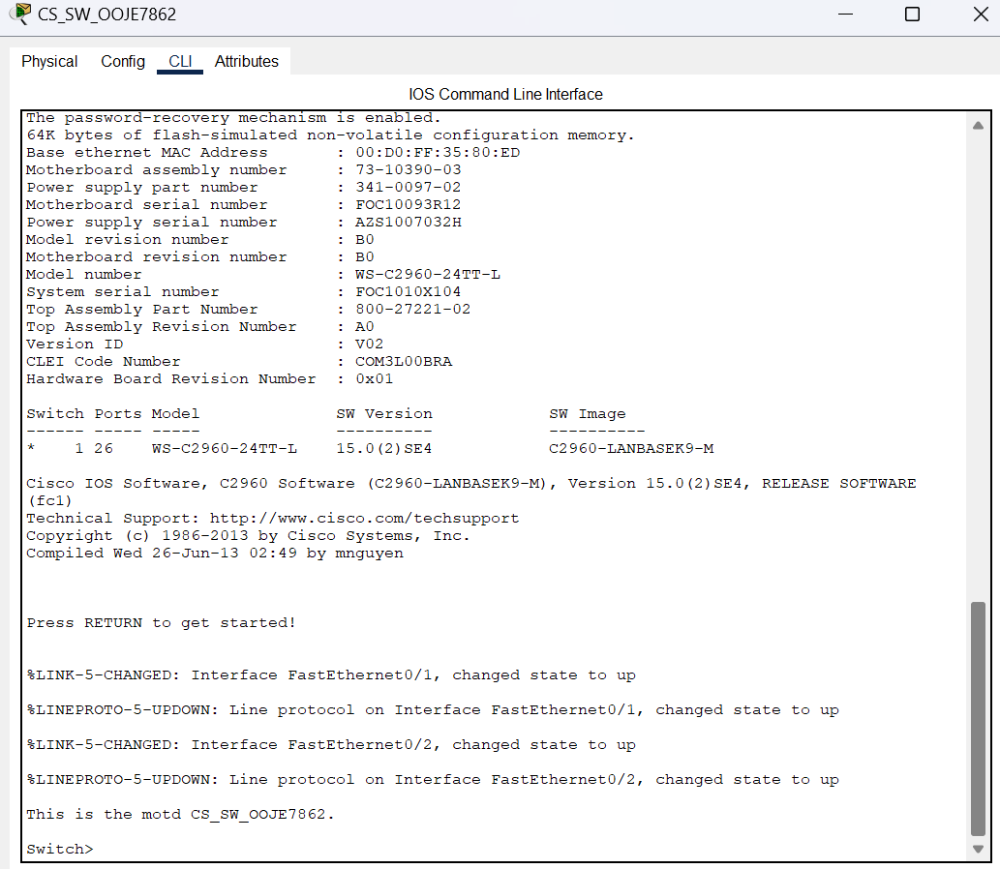 CS_SW_OOJE7862
Physical Config CLI Attributes
IOS Command Line Interface
The password-recovery mechanism is enabled.
64K bytes of flash-simulated non-volatile configuration memory.
Base ethernet MAC Address : 00:D0:FF:35:80:ED
Motherboard assembly number : 73-10390-03
Power supply part number : 341-0097-02
Motherboard serial number : FOC10093R12
Power supply serial number : AZS1007032H
Model revision number : B0
Motherboard revision number : B0
Model number : WS-C2960-24TT-L
System serial number : FOC1010X104
Top Assembly Part Number : 800-27221-02
Top Assembly Revision Number : A0
Version ID : V02
CLEI Code Number : COM3L00BRA
Hardware Board Revision Number : 0x01
Switch Ports Model SW Version SW Image
------ ----- ----- ---------- ----------
* 1 26 WS-C2960-24TT-L 15.0(2)SE4 C2960-LANBASEK9-M
Cisco IOS Software, C2960 Software (C2960-LANBASEK9-M), Version 15.0(2)SE4, RELEASE SOFTWARE
(fc1)
Technical Support: http://www.cisco.com/techsupport
Copyright (c) 1986-2013 by Cisco Systems, Inc.
Compiled Wed 26-Jun-13 02:49 by mnguyen
Press RETURN to get started!
%LINK-5-CHANGED: Interface FastEthernet0/1, changed state to up
%LINEPROTO-5-UPDOWN: Line protocol on Interface FastEthernet0/1, changed state to up
%LINK-5-CHANGED: Interface FastEthernet0/2, changed state to up
%LINEPROTO-5-UPDOWN: Line protocol on Interface FastEthernet0/2, changed state to up
This is the motd CS_SW_OOJE7862.
Switch>